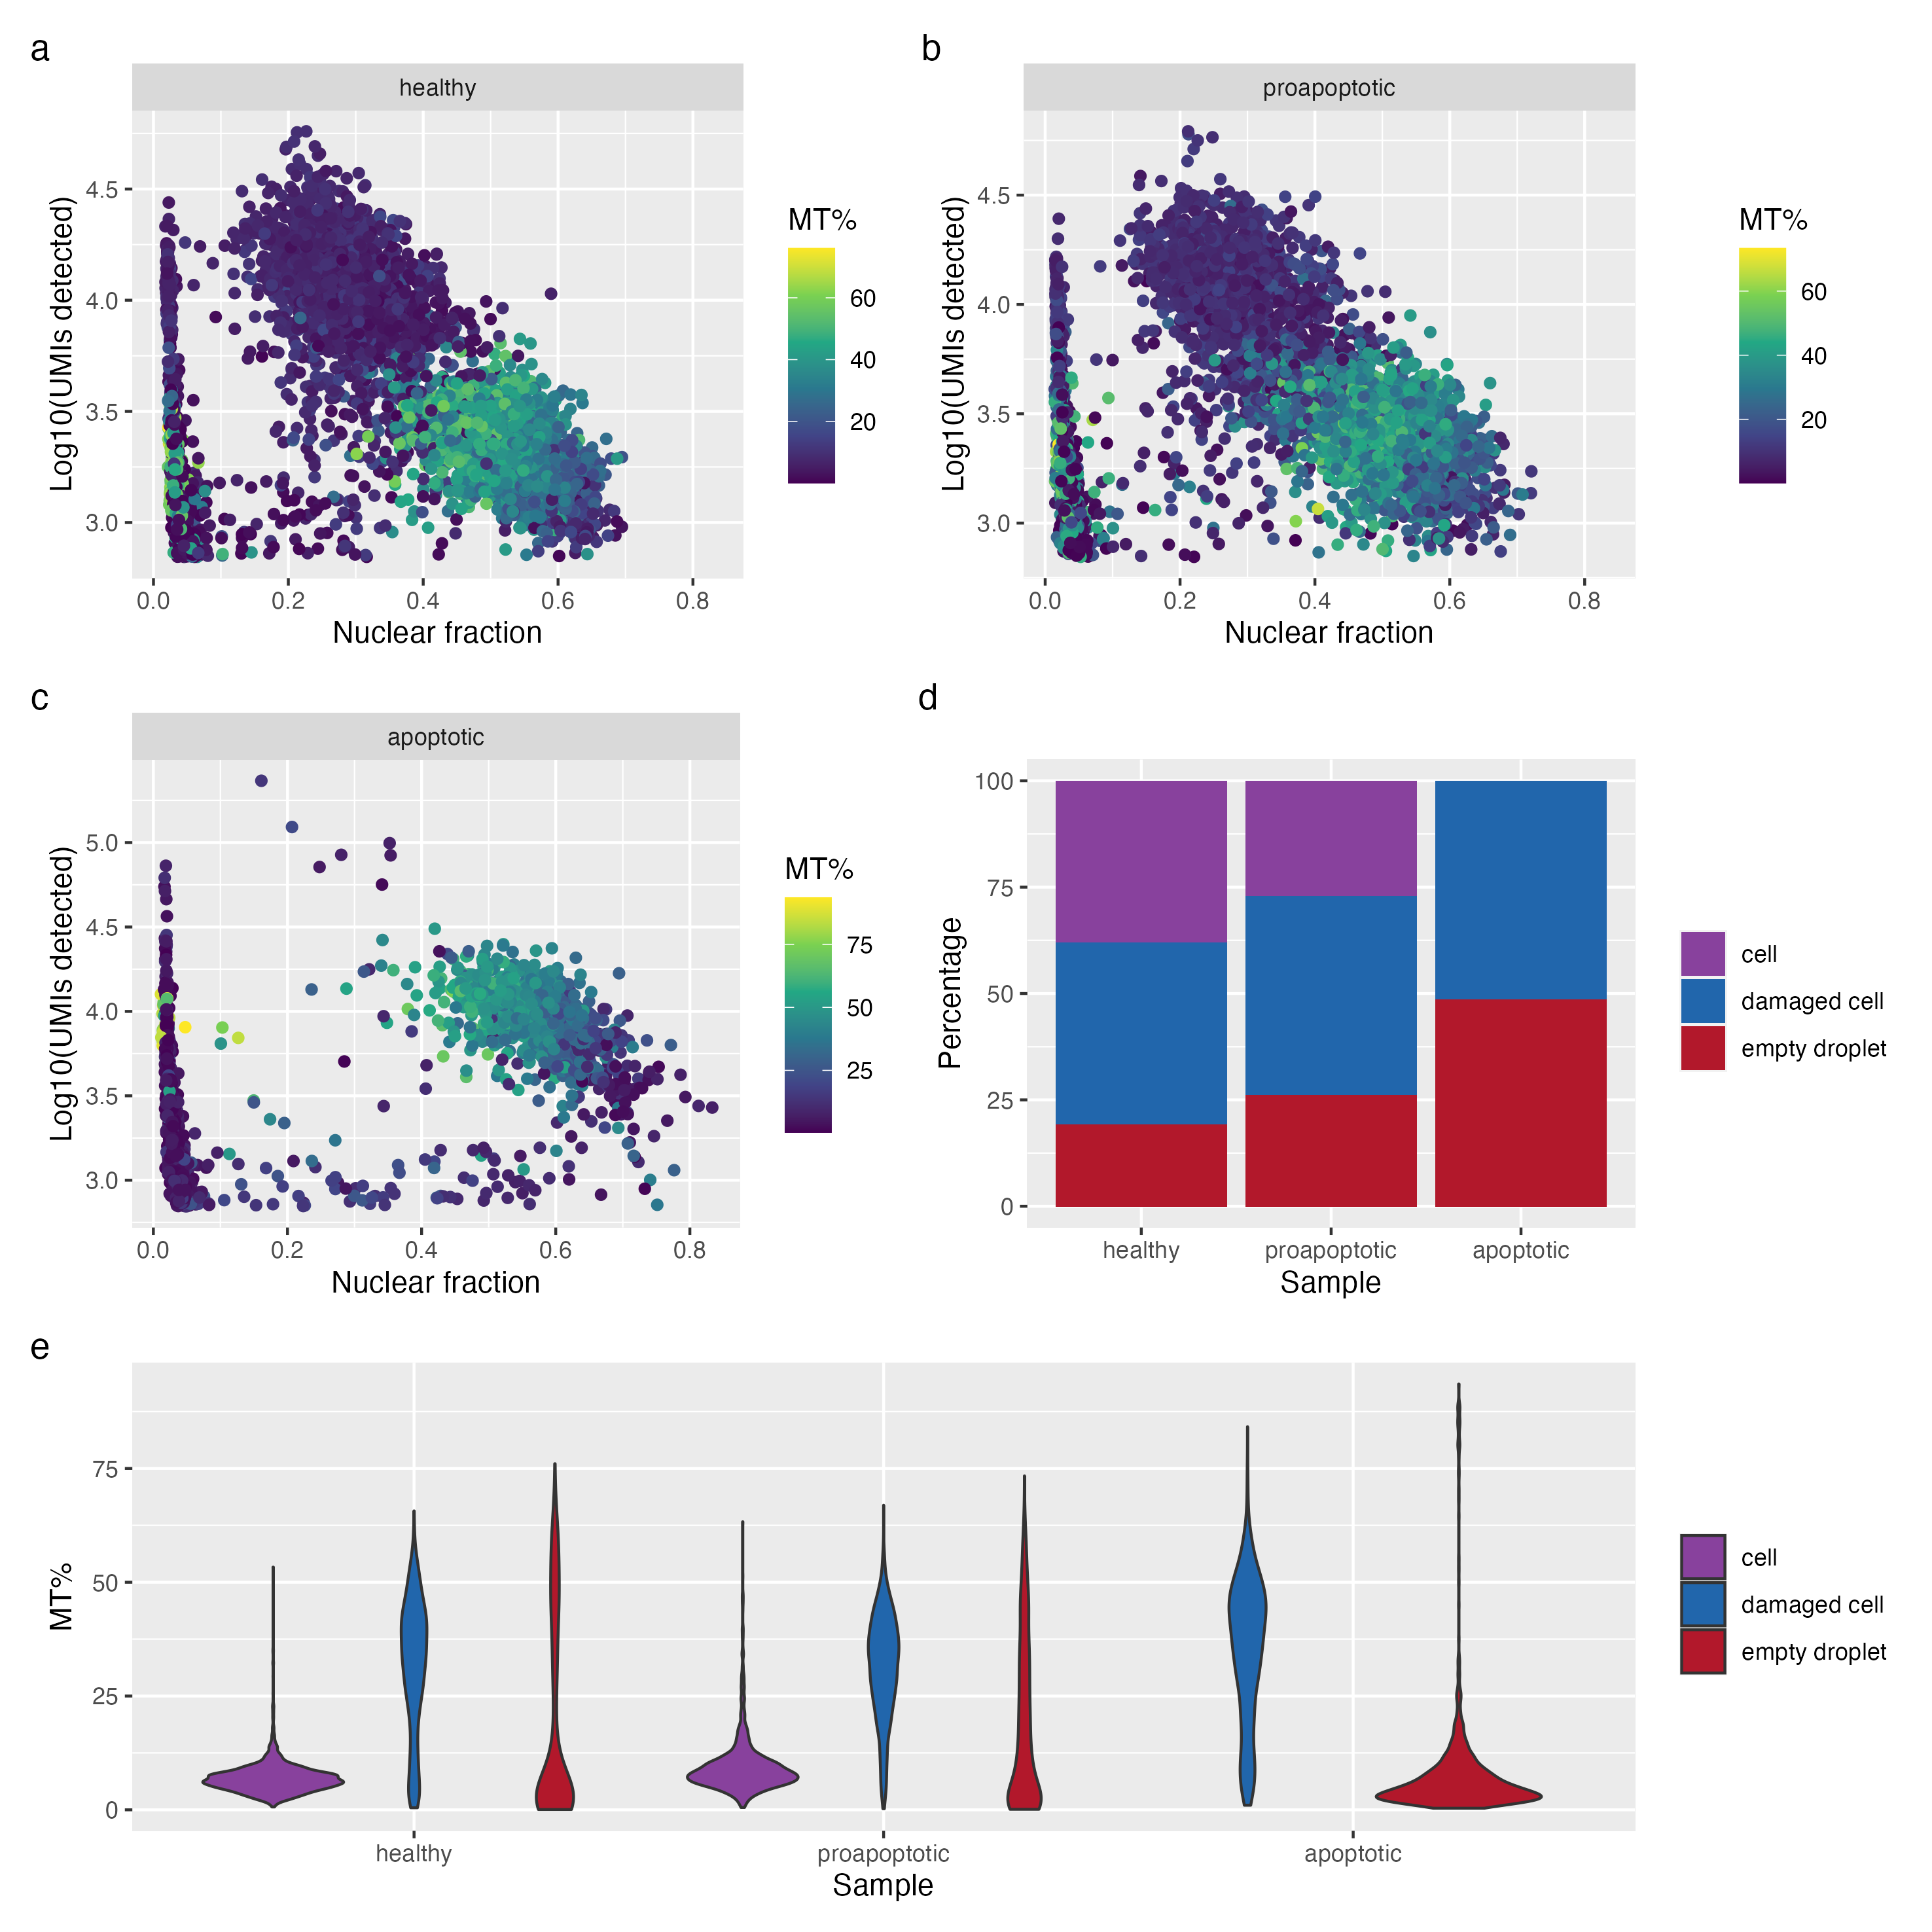 a
healthy
Log10(UMIs detected)
4.5
4.0
3.5
3.0
0.0 0.2 0.4 0.6 0.8
Nuclear fraction
MT%
60
40
20
b
proapoptotic
Log10(UMIs detected)
4.5
4.0
3.5
3.0
0.0 0.2 0.4 0.6 0.8
Nuclear fraction
MT%
60
40
20
c
apoptotic
Log10(UMIs detected)
5.0
4.5
4.0
3.5
3.0
0.0 0.2 0.4 0.6 0.8
Nuclear fraction
MT%
75
50
25
d
Percentage
100
75
50
25
0
healthy proapoptotic apoptotic
Sample
cell
damaged cell
empty droplet
e
MT%
75
50
25
0
healthy proapoptotic apoptotic
Sample
cell
damaged cell
empty droplet